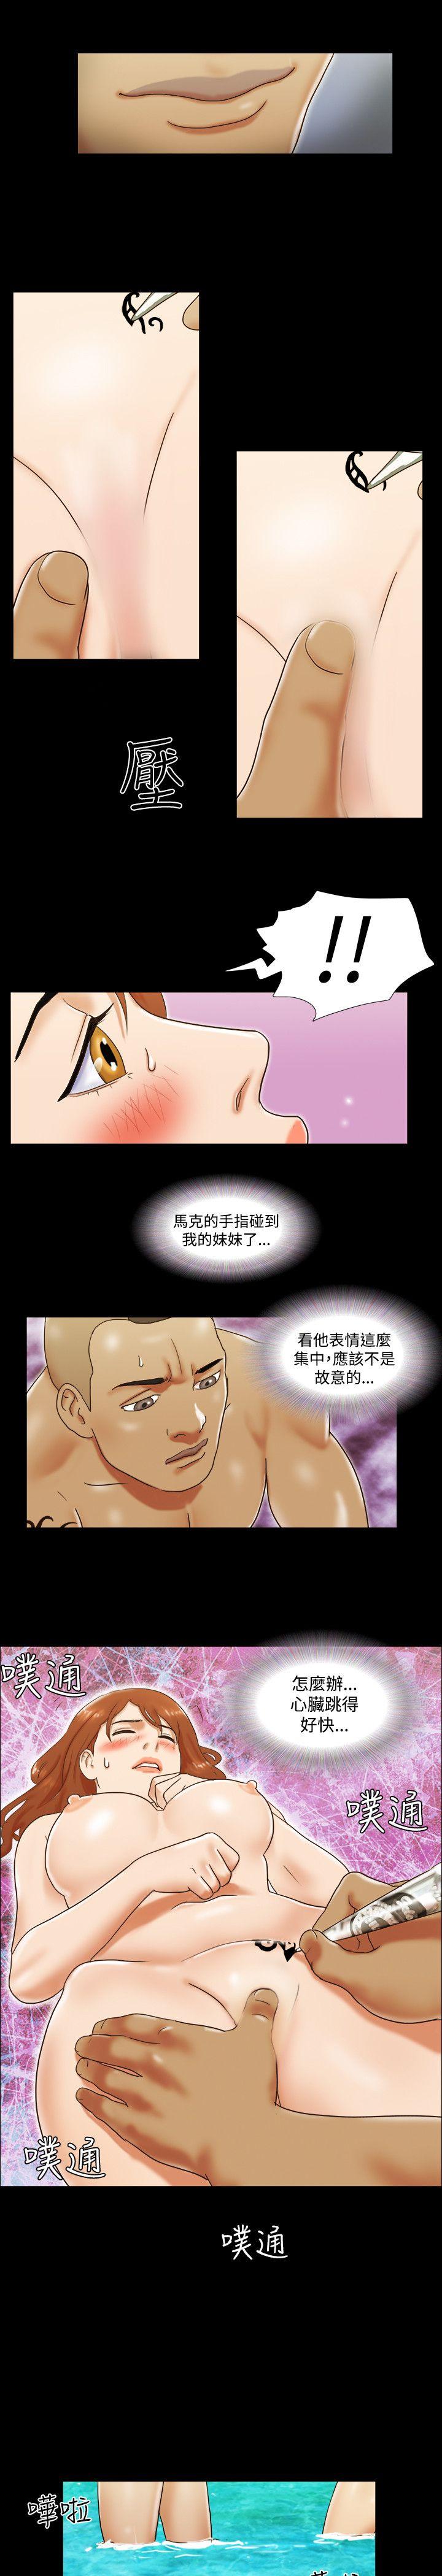 壓
!!
馬克的手指碰到
我的妹妹了...
看他表情這麼
集中,應該不是
故意的...
噗通
怎麼辦...
心臟跳得
好快...
噗通
噗通
噗通
嘩啦